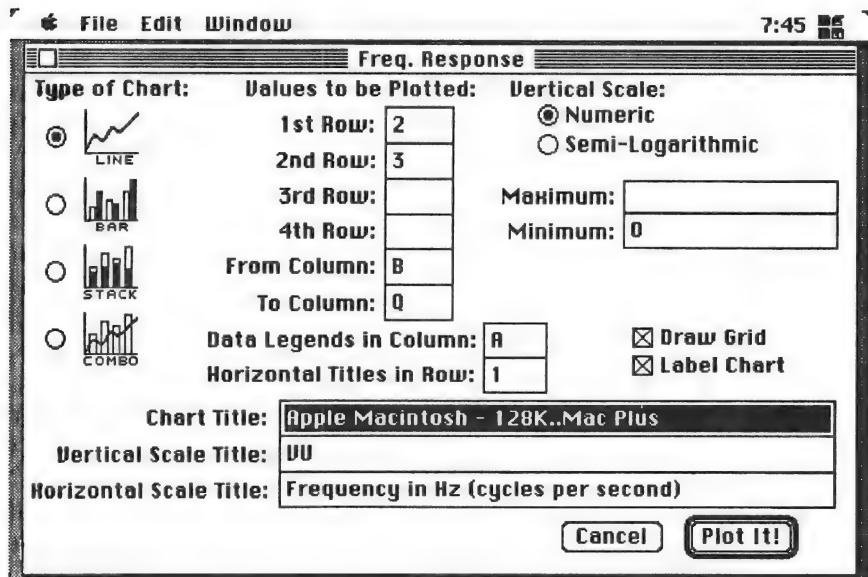 File Edit Window 7:45
Freq. Response
Type of Chart:
LINE
BAR
STACK
COMBO
Values to be Plotted:
1st Row: 2
2nd Row: 3
3rd Row:
4th Row:
From Column: B
To Column: Q
Vertical Scale:
Numeric
Semi-Logarithmic
Maximum:
Minimum: 0
Data Legends in Column: A
Horizontal Titles in Row: 1
Draw Grid
Label Chart
Chart Title: Apple Macintosh - 128K..Mac Plus
Vertical Scale Title: VU
Horizontal Scale Title: Frequency in Hz (cycles per second)
Cancel Plot It!